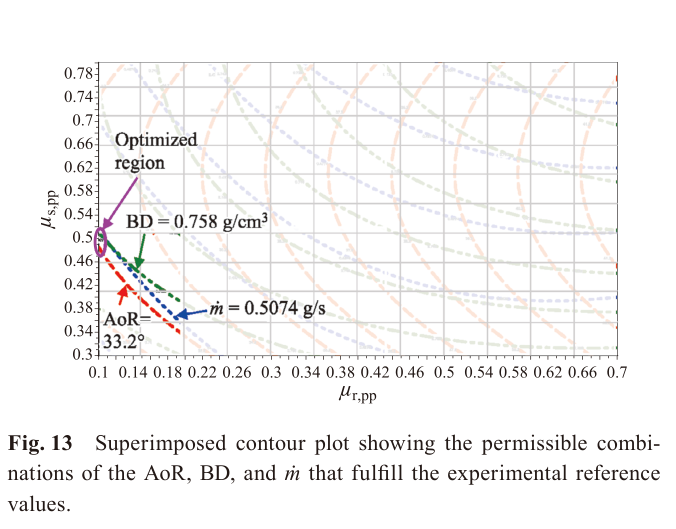 0.78
0.74
0.7
0.66
0.62
0.58
0.54
0.5
0.46
0.42
0.38
0.34
0.3
μs,pp
Optimized
region
BD = 0.758 g/cm³
ṁ = 0.5074 g/s
AoR=
33.2°
0.1 0.14 0.18 0.22 0.26 0.3 0.34 0.38 0.42 0.46 0.5 0.54 0.58 0.62 0.66 0.7
μr,pp
Fig. 13 Superimposed contour plot showing the permissible combi-
nations of the AoR, BD, and ṁ that fulfill the experimental reference
values.